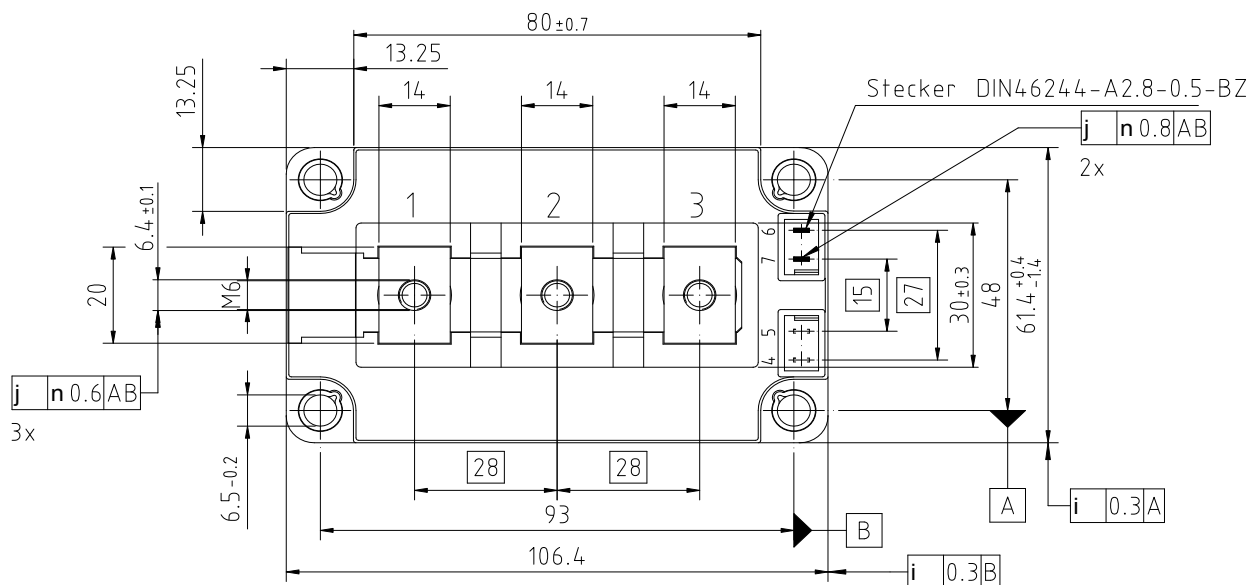 80±0.7
13.25
13.25
14
14
14
Stecker DIN46244-A2.8-0.5-BZ
j n 0.8 AB
2x
1
2
3
6
7
5
4
6.4 ±0.1
20
M6
15
27
30±0.3
48
61.4 +0.4 -1.4
j n 0.6 AB
3x
6.5-0.2
28
28
93
106.4
A
B
i 0.3 A
i 0.3 B